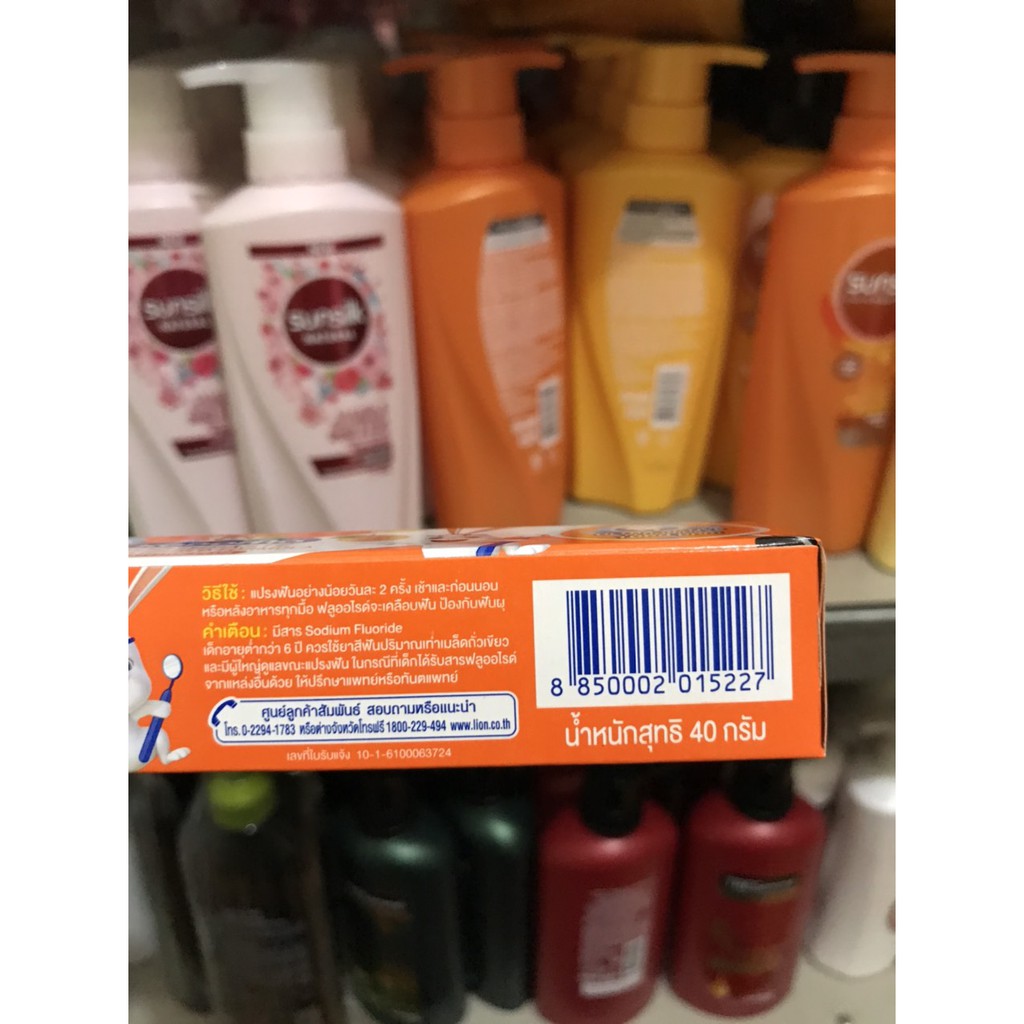 sunsilk
sunsilk
วิธีใช้ : แปรงฟันอย่างน้อยวันละ 2 ครั้ง เช้าและก่อนนอน
หรือหลังอาหารทุกมื้อ ฟลูออไรด์จะเคลือบฟัน ป้องกันฟันผุ
คำเตือน : มีสาร Sodium Fluoride
เด็กอายุต่ำกว่า 6 ปี ควรใช้ยาสีฟันปริมาณเท่าเมล็ดถั่วเขียว
และมีผู้ใหญ่ดูแลขณะแปรงฟัน ในกรณีที่เด็กได้รับสารฟลูออไรด์
จากแหล่งอื่นด้วย ให้ปรึกษาแพทย์หรือทันตแพทย์
ศูนย์ลูกค้าสัมพันธ์ สอบถามหรือแนะนำ
โทร. 0-2294-1783 หรือต่างจังหวัดโทรฟรี 1800-229-494 www.lion.co.th
เลขที่ใบรับแจ้ง 10-1-6100063724
8 850002 015227
น้ำหนักสุทธิ 40 กรัม